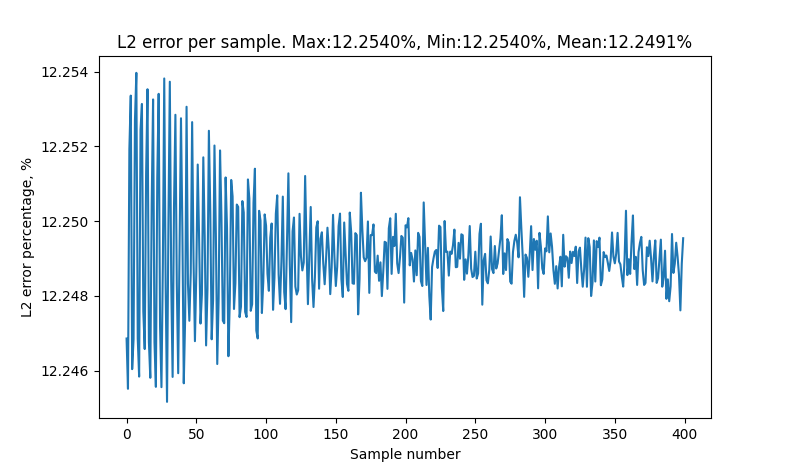 L2 error per sample. Max:12.2540%, Min:12.2540%, Mean:12.2491%
L2 error percentage, %
12.254
12.252
12.250
12.248
12.246
0 50 100 150 200 250 300 350 400
Sample number